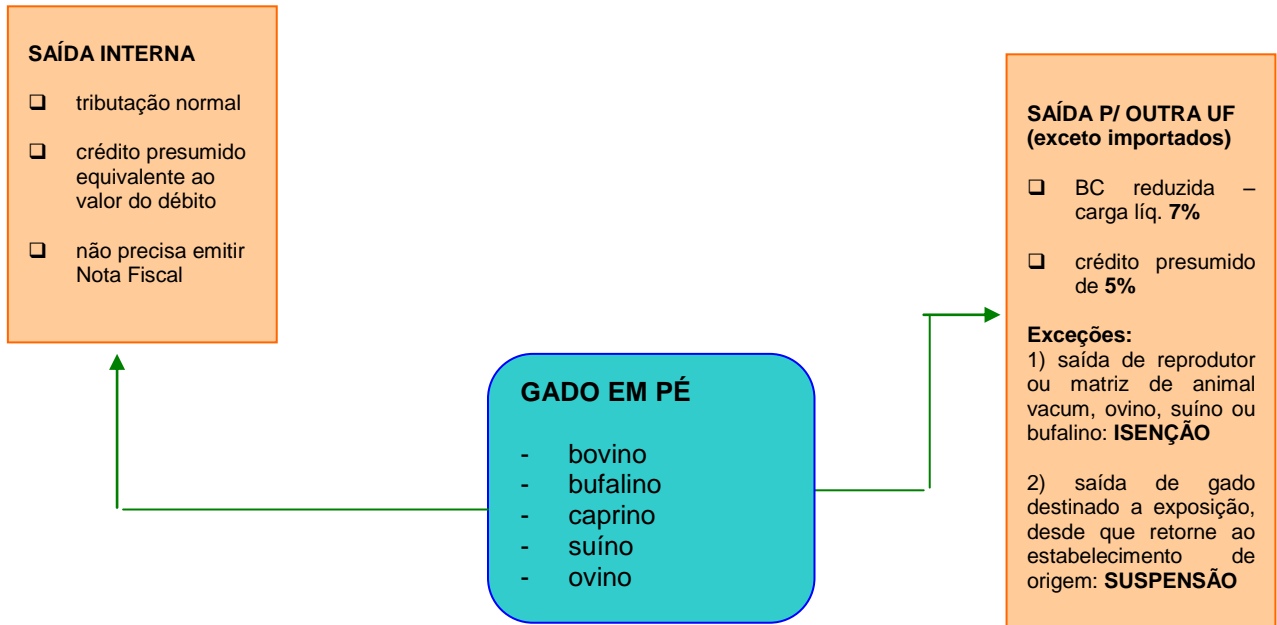 SAÍDA INTERNA
❑ tributação normal
❑ crédito presumido
equivalente ao
valor do débito
❑ não precisa emitir
Nota Fiscal
GADO EM PÉ
- bovino
- bufalino
- caprino
- suíno
- ovino
SAÍDA P/ OUTRA UF
(exceto importados)
❑ BC reduzida –
carga líq. 7%
❑ crédito presumido
de 5%
Exceções:
1) saída de reprodutor
ou matriz de animal
vacum, ovino, suíno ou
bufalino: ISENÇÃO
2) saída de gado
destinado a exposição,
desde que retorne ao
estabelecimento de
origem: SUSPENSÃO